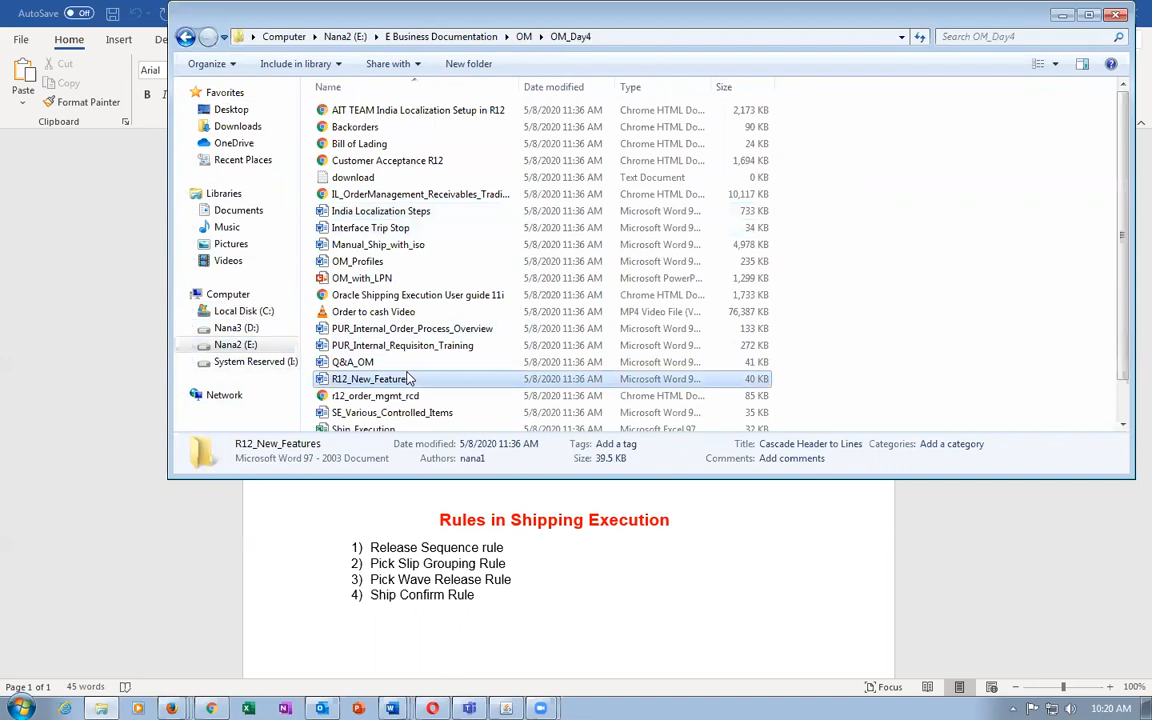 AutoSave Off
File Home Insert De
Cut
Copy
Format Painter
Paste
Clipboard
Arial
B I
Computer Nana2 (E:) E Business Documentation OM OM_Day4
Search OM_Day4
Organize Include in library Share with New folder
Favorites
Desktop
Downloads
OneDrive
Recent Places
Libraries
Documents
Music
Pictures
Videos
Computer
Local Disk (C:)
Nana3 (D:)
Nana2 (E:)
System Reserved (E)
Network
Name Date modified Type Size
AIT TEAM India Localization Setup in R12 5/8/2020 11:36 AM Chrome HTML Do... 2,173 KB
Backorders 5/8/2020 11:36 AM Chrome HTML Do... 90 KB
Bill of Lading 5/8/2020 11:36 AM Chrome HTML Do... 24 KB
Customer Acceptance R12 5/8/2020 11:36 AM Chrome HTML Do... 1,694 KB
download 5/8/2020 11:36 AM Text Document 0 KB
IL_OrderManagement_Receivables_Tradi... 5/8/2020 11:36 AM Chrome HTML Do... 10,117 KB
India Localization Steps 5/8/2020 11:36 AM Microsoft Word 9... 733 KB
Interface Trip Stop 5/8/2020 11:36 AM Microsoft Word 9... 34 KB
Manual_Ship_with_iso 5/8/2020 11:36 AM Microsoft Word 9... 4,978 KB
OM_Profiles 5/8/2020 11:36 AM Microsoft Word 9... 235 KB
OM_with_LPN 5/8/2020 11:36 AM Microsoft PowerP... 1,299 KB
Oracle Shipping Execution User guide 11i 5/8/2020 11:36 AM Chrome HTML Do... 1,733 KB
Order to cash Video 5/8/2020 11:36 AM MP4 Video File (V... 76,387 KB
PUR_Internal_Order_Process_Overview 5/8/2020 11:36 AM Microsoft Word 9... 133 KB
PUR_Internal_Requisiton_Training 5/8/2020 11:36 AM Microsoft Word 9... 272 KB
Q&A_OM 5/8/2020 11:36 AM Microsoft Word 9... 41 KB
R12_New_Feature 5/8/2020 11:36 AM Microsoft Word 9... 40 KB
r12_order_mgmt_rcd 5/8/2020 11:36 AM Chrome HTML Do... 85 KB
SE_Various_Controlled_Items 5/8/2020 11:36 AM Microsoft Word 9... 35 KB
Ship_Execution 5/8/2020 11:36 AM Microsoft Excel 97... 32 KB
R12_New_Features Date modified: 5/8/2020 11:36 AM Tags: Add a tag Title: Cascade Header to Lines Categories: Add a category
Microsoft Word 97 - 2003 Document Authors: nana1 Size: 39.5 KB Comments: Add comments
Rules in Shipping Execution
1) Release Sequence rule
2) Pick Slip Grouping Rule
3) Pick Wave Release Rule
4) Ship Confirm Rule
Page 1 of 1 45 words Focus 100%
10:20 AM